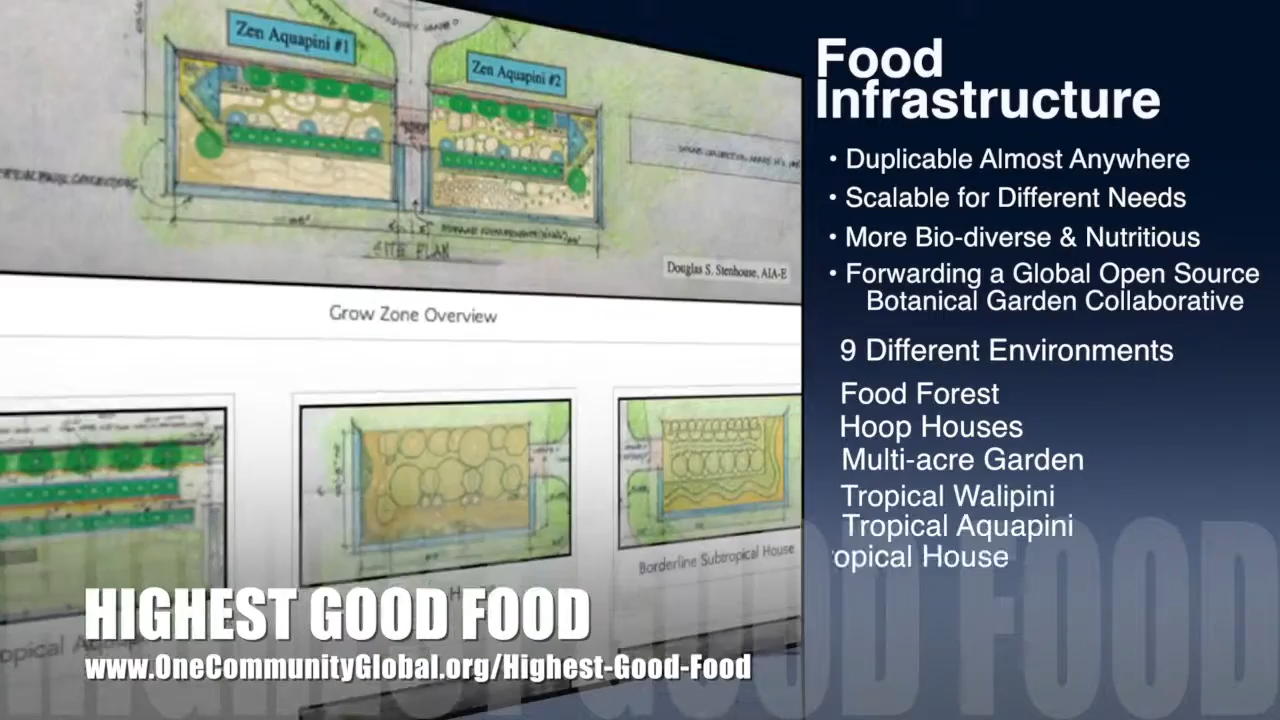 Zen Aquapini #1
Zen Aquapini #2
SITE PLAN
Douglas S. Stenhouse, AIA-E
Grow Zone Overview
Borderline Subtropical House
HIGHEST GOOD FOOD
www.OneCommunityGlobal.org/Highest-Good-Food
Food
Infrastructure
• Duplicable Almost Anywhere
• Scalable for Different Needs
• More Bio-diverse & Nutritious
• Forwarding a Global Open Source
Botanical Garden Collaborative
9 Different Environments
Food Forest
Hoop Houses
Multi-acre Garden
Tropical Walipini
Tropical Aquapini
opical House
GOOD FOOD